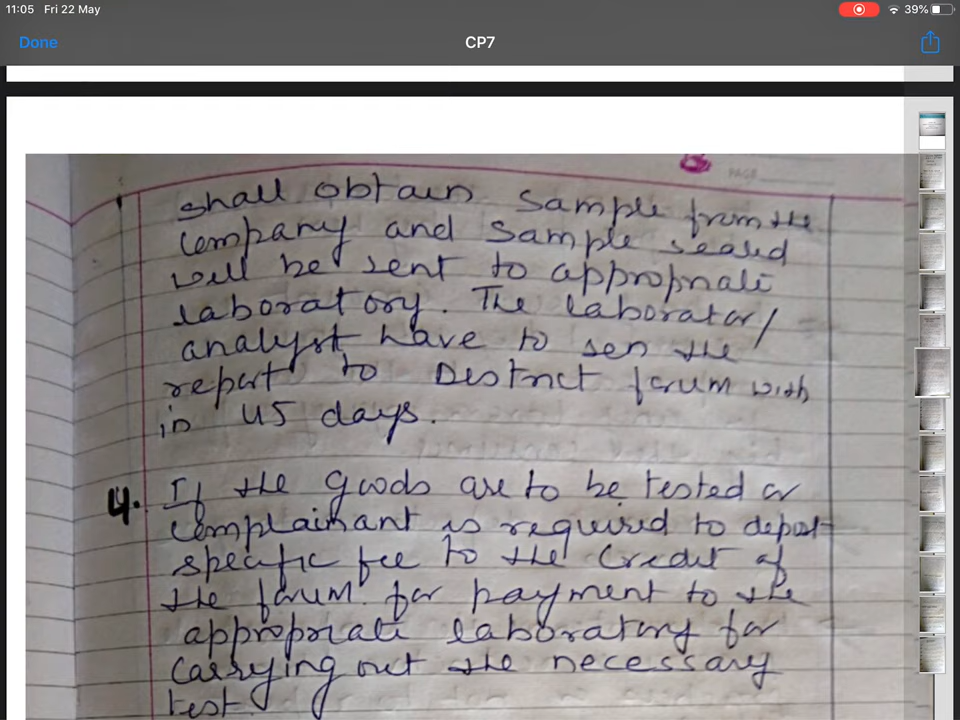 11:05 Fri 22 May
39%
Done
CP7
PAGE
shall obtain sample from the
Company and sample sealed
will be sent to appropriate
laboratory. The laborator/
analyst have to sen the
report to District forum with
in 45 days.
4. If the goods are to be tested or
complainant is required to deposit
specific fee to the credit of
the forum for payment to the
appropriate laboratory for
carrying out the necessary
test.